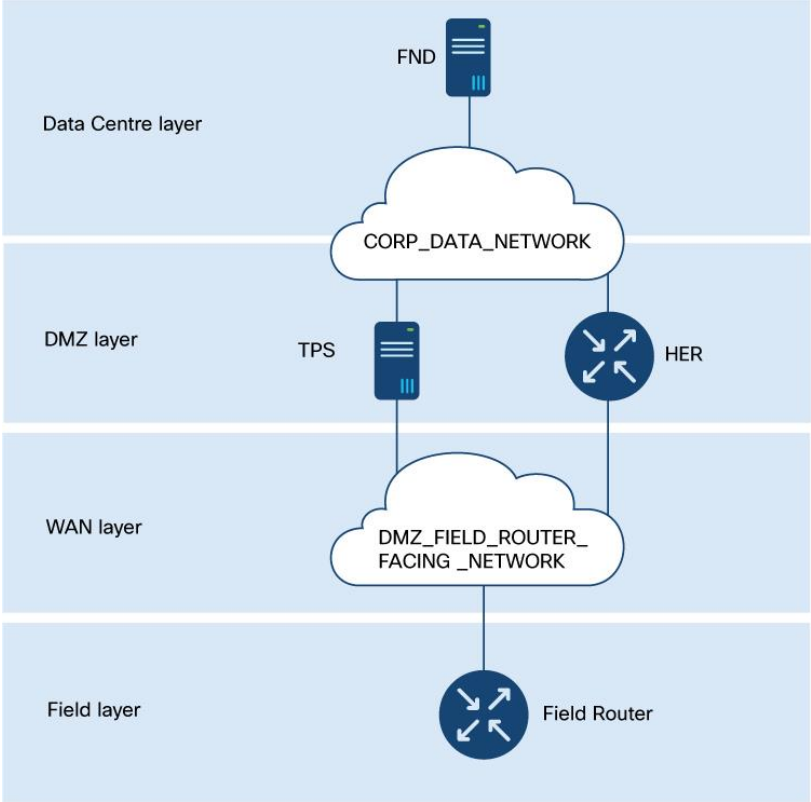 FND
Data Centre layer
CORP_DATA_NETWORK
DMZ layer
TPS
HER
WAN layer
DMZ_FIELD_ROUTER_
FACING _NETWORK
Field layer
Field Router